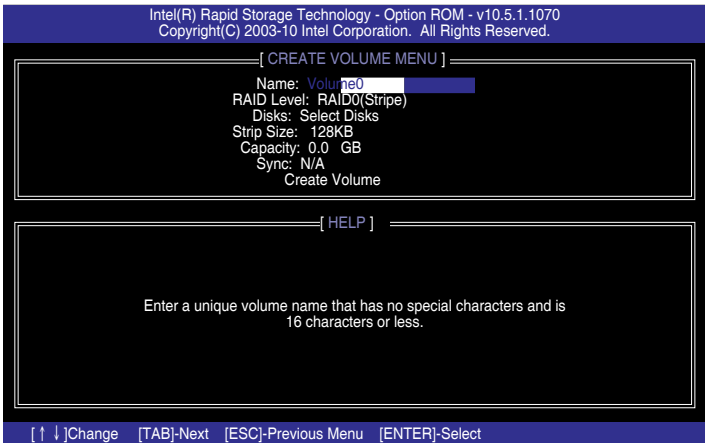 Intel(R) Rapid Storage Technology - Option ROM - v10.5.1.1070
Copyright(C) 2003-10 Intel Corporation.  All Rights Reserved.
[ CREATE VOLUME MENU ]
Name: Volume0
RAID Level: RAID0(Stripe)
Disks: Select Disks
Strip Size: 128KB
Capacity: 0.0 GB
Sync: N/A
Create Volume
[ HELP ]
Enter a unique volume name that has no special characters and is
16 characters or less.
[↑↓]Change [TAB]-Next [ESC]-Previous Menu [ENTER]-Select